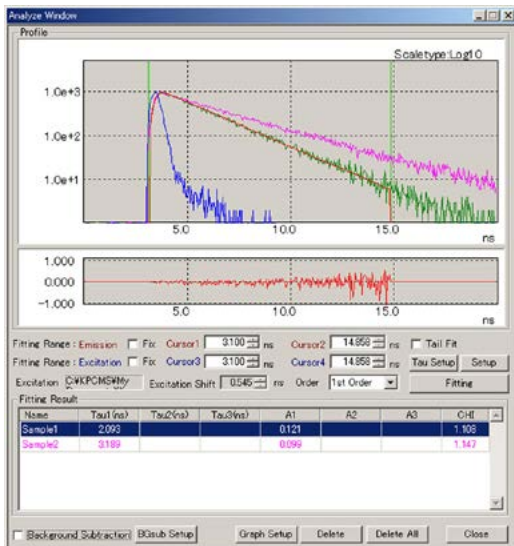 Analyze Window
Profile
Scaletype:Log10
1.0e+3
1.0e+2
1.0e+1
5.0 10.0 15.0
ns
1.000
0.000
-1.000
5.0 10.0 15.0
ns
Fitting Range : Emission Fix Cursor1 3.100 ns Cursor2 14.858 ns Tail Fit
Fitting Range : Excitation Fix Cursor3 3.100 ns Cursor4 14.858 ns Tau Setup Setup
Excitation C:¥KPCMS¥My Excitation Shift 0.545 ns Order 1st Order Fitting
Fitting Result
Name Tau1(ns) Tau2(ns) Tau3(ns) A1 A2 A3 CHI
Sample1 2.093 0.121 1.108
Sample2 3.189 0.099 1.147
Background Subtraction BGsub Setup Graph Setup Delete Delete All Close